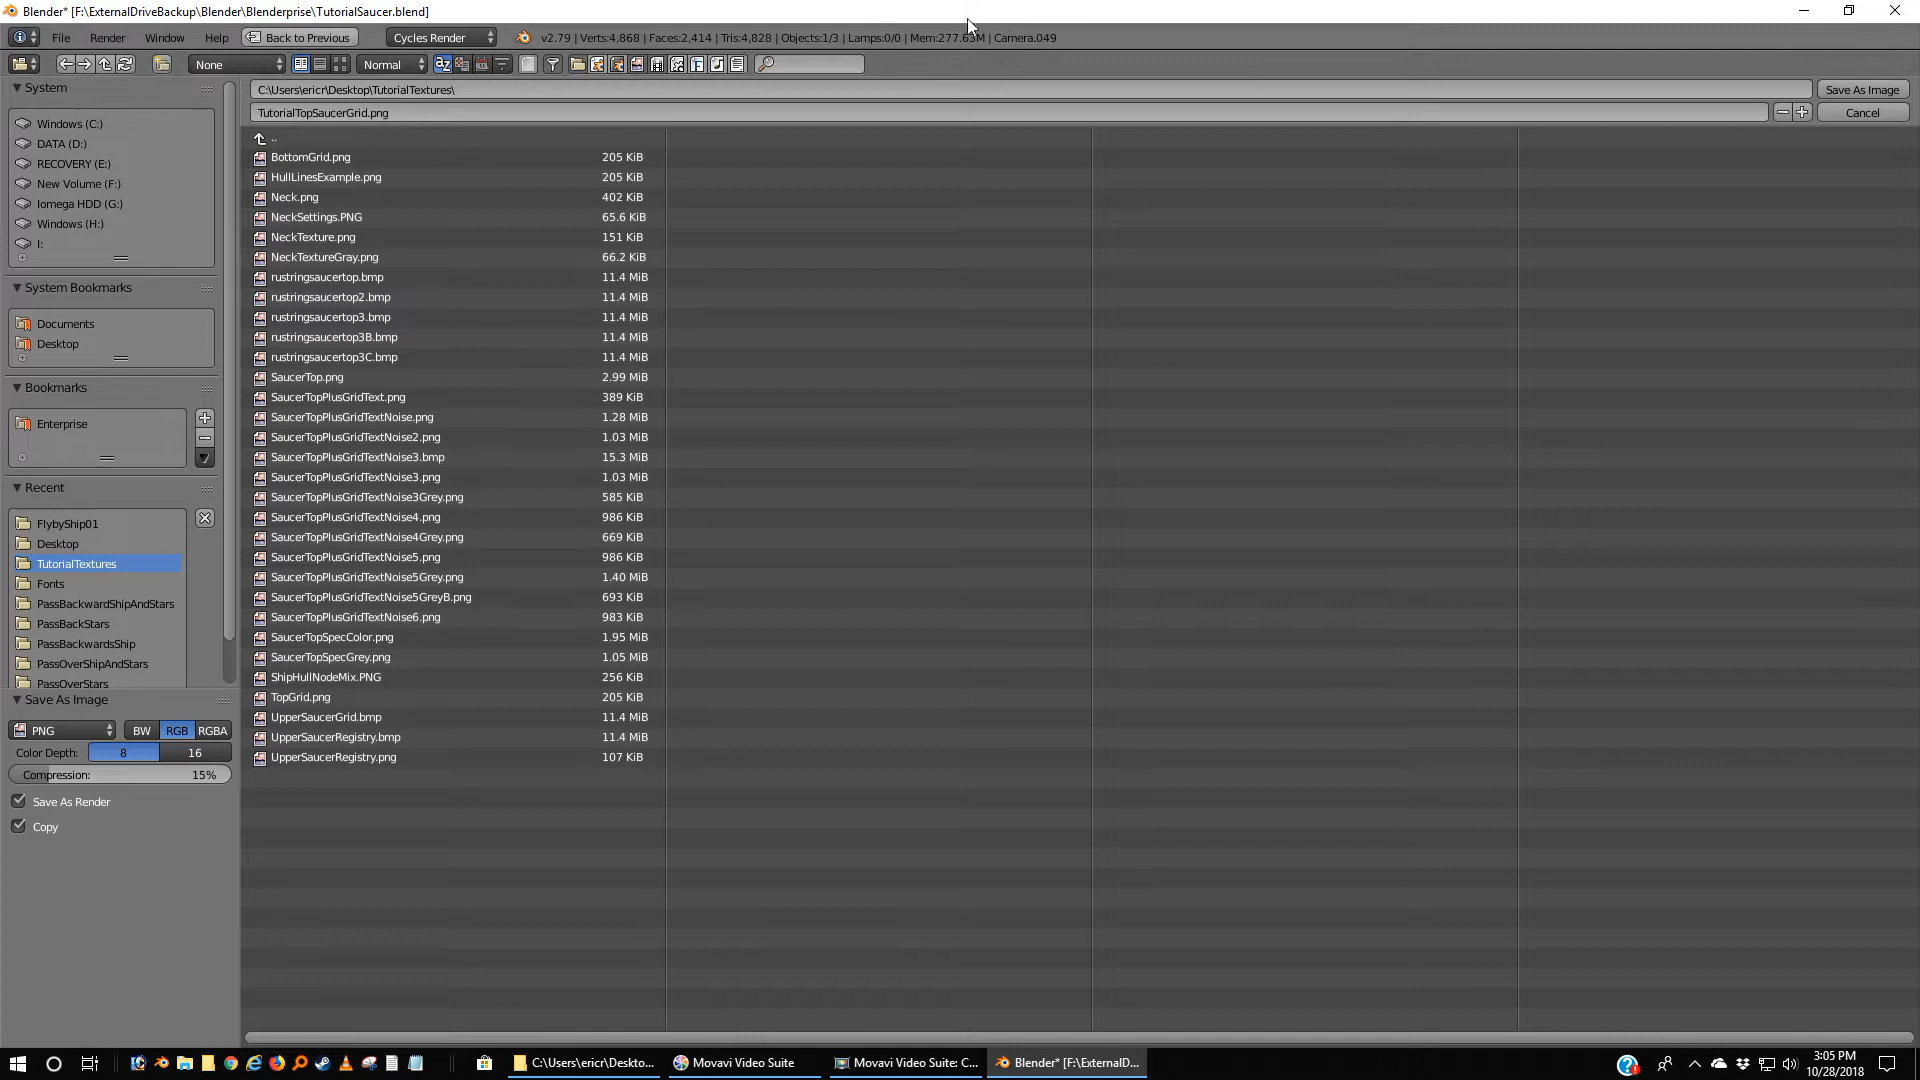 Blender* [F:\ExternalDriveBackup\Blender\Blenderprise\TutorialSaucer.blend]
File Render Window Help Back to Previous Cycles Render v2.79 | Verts:4,868 | Faces:2,414 | Tris:4,828 | Objects:1/3 | Lamps:0/0 | Mem:277.63M | Camera.049
None Normal
System
C:\Users\ericr\Desktop\TutorialTextures\ Save As Image
TutorialTopSaucerGrid.png Cancel
Windows (C:)
DATA (D:)
RECOVERY (E:)
New Volume (F:)
Iomega HDD (G:)
Windows (H:)
I:
System Bookmarks
Documents
Desktop
Bookmarks
Enterprise
Recent
FlybyShip01
Desktop
TutorialTextures
Fonts
PassBackwardShipAndStars
PassBackStars
PassBackwardsShip
PassOverShipAndStars
PassOverStars
Save As Image
PNG BW RGB RGBA
Color Depth: 8 16
Compression: 15%
Save As Render
Copy
..
BottomGrid.png 205 KiB
HullLinesExample.png 205 KiB
Neck.png 402 KiB
NeckSettings.PNG 65.6 KiB
NeckTexture.png 151 KiB
NeckTextureGray.png 66.2 KiB
rustringsaucertop.bmp 11.4 MiB
rustringsaucertop2.bmp 11.4 MiB
rustringsaucertop3.bmp 11.4 MiB
rustringsaucertop3B.bmp 11.4 MiB
rustringsaucertop3C.bmp 11.4 MiB
SaucerTop.png 2.99 MiB
SaucerTopPlusGridText.png 389 KiB
SaucerTopPlusGridTextNoise.png 1.28 MiB
SaucerTopPlusGridTextNoise2.png 1.03 MiB
SaucerTopPlusGridTextNoise3.bmp 15.3 MiB
SaucerTopPlusGridTextNoise3.png 1.03 MiB
SaucerTopPlusGridTextNoise3Grey.png 585 KiB
SaucerTopPlusGridTextNoise4.png 986 KiB
SaucerTopPlusGridTextNoise4Grey.png 669 KiB
SaucerTopPlusGridTextNoise5.png 986 KiB
SaucerTopPlusGridTextNoise5Grey.png 1.40 MiB
SaucerTopPlusGridTextNoise5GreyB.png 693 KiB
SaucerTopPlusGridTextNoise6.png 983 KiB
SaucerTopSpecColor.png 1.95 MiB
SaucerTopSpecGrey.png 1.05 MiB
ShipHullNodeMix.PNG 256 KiB
TopGrid.png 205 KiB
UpperSaucerGrid.bmp 11.4 MiB
UpperSaucerRegistry.bmp 11.4 MiB
UpperSaucerRegistry.png 107 KiB
C:\Users\ericr\Deskto... Movavi Video Suite Movavi Video Suite: C... Blender* [F:\ExternalD... 3:05 PM
10/28/2018